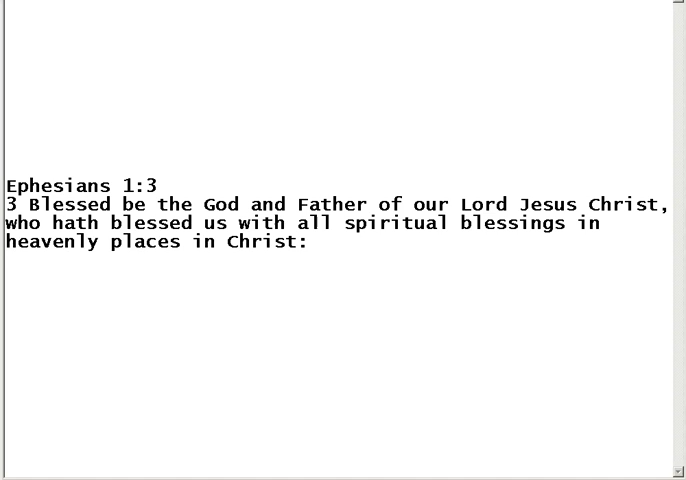 Ephesians 1:3
3 Blessed be the God and Father of our Lord Jesus Christ,
who hath blessed us with all spiritual blessings in
heavenly places in Christ: